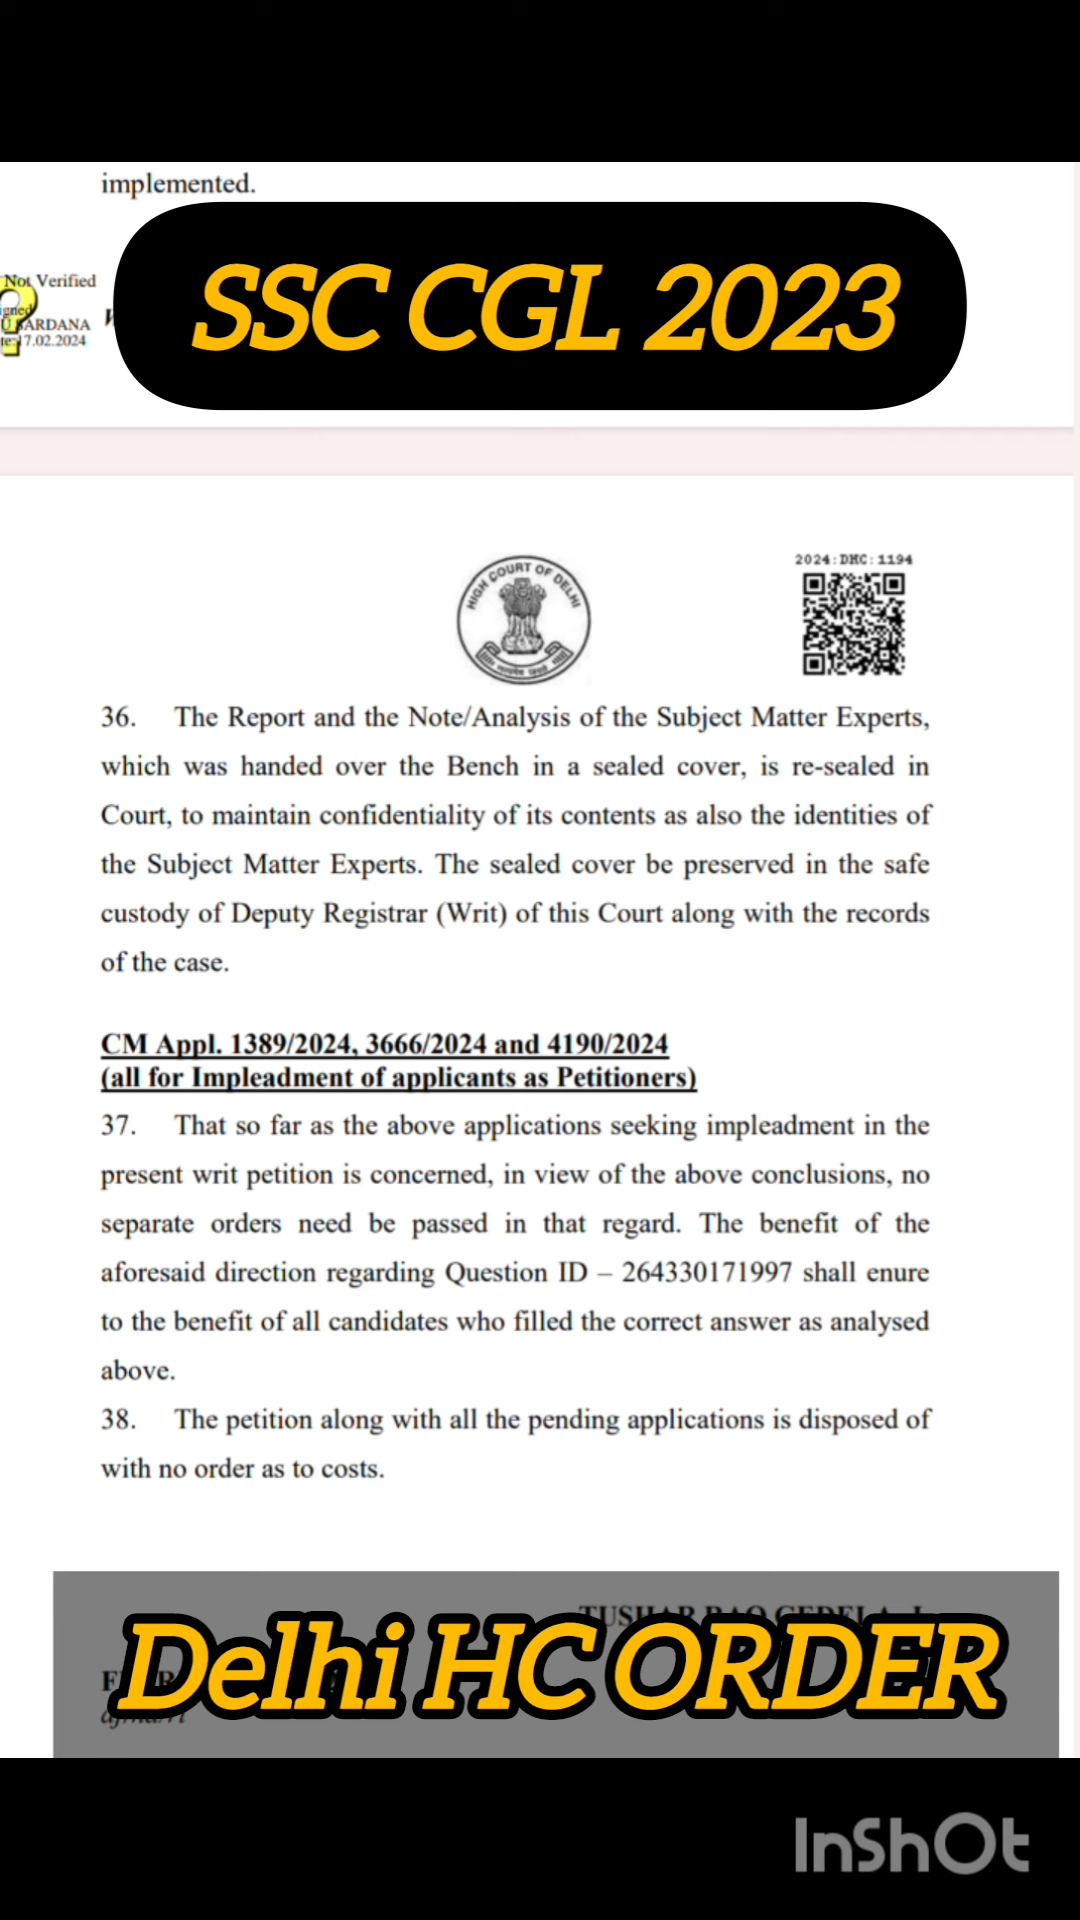 implemented.
SSC CGL 2023
Not Verified
17.02.2024
2024:DHC:1194
HIGH COURT OF DELHI
36. The Report and the Note/Analysis of the Subject Matter Experts,
which was handed over the Bench in a sealed cover, is re-sealed in
Court, to maintain confidentiality of its contents as also the identities of
the Subject Matter Experts. The sealed cover be preserved in the safe
custody of Deputy Registrar (Writ) of this Court along with the records
of the case.
CM Appl. 1389/2024, 3666/2024 and 4190/2024
(all for Impleadment of applicants as Petitioners)
37. That so far as the above applications seeking impleadment in the
present writ petition is concerned, in view of the above conclusions, no
separate orders need be passed in that regard. The benefit of the
aforesaid direction regarding Question ID – 264330171997 shall enure
to the benefit of all candidates who filled the correct answer as analysed
above.
38. The petition along with all the pending applications is disposed of
with no order as to costs.
Delhi HC ORDER
InShOt